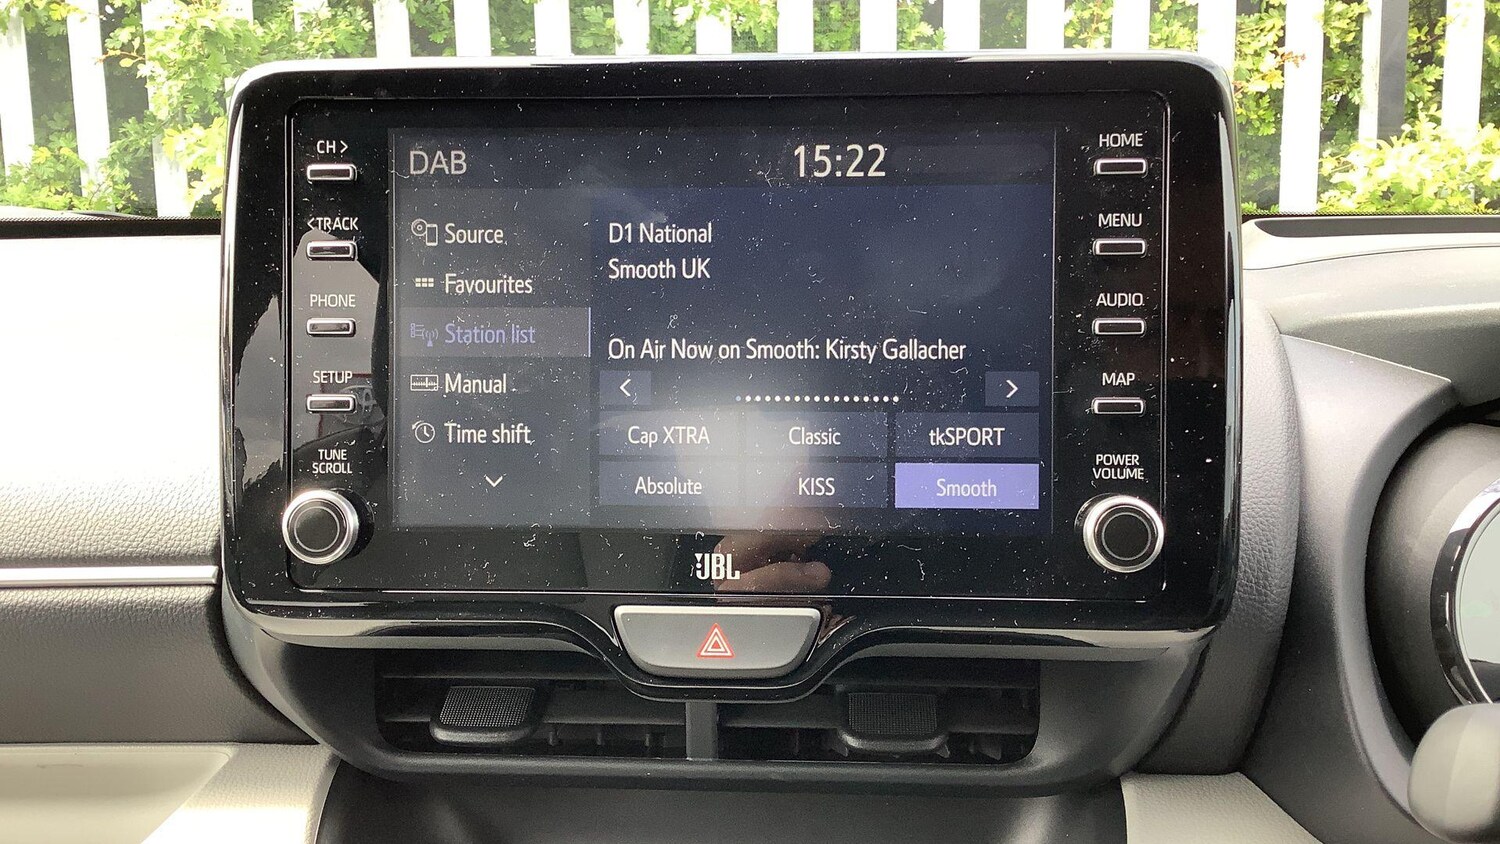 CH >
<TRACK
PHONE
SETUP
TUNE
SCROLL
DAB
15:22
Source
Favourites
Station list
Manual
Time shift
D1 National
Smooth UK
On Air Now on Smooth: Kirsty Gallacher
<
>
Cap XTRA
Classic
tkSPORT
Absolute
KISS
Smooth
HOME
MENU
AUDIO
MAP
POWER
VOLUME
JBL